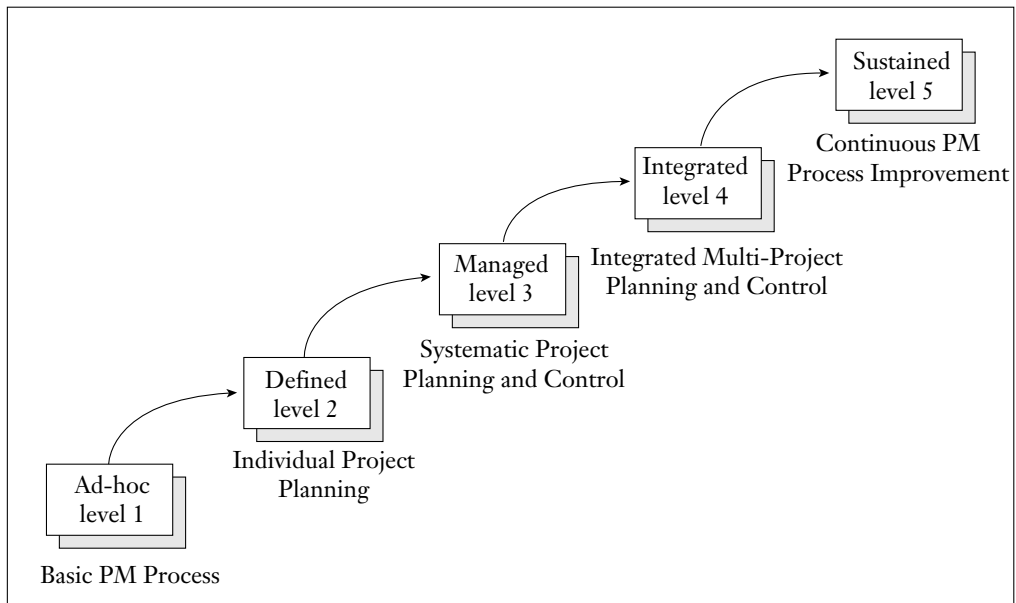 Sustained
level 5
Continuous PM
Process Improvement
Integrated
level 4
Integrated Multi-Project
Planning and Control
Managed
level 3
Systematic Project
Planning and Control
Defined
level 2
Individual Project
Planning
Ad-hoc
level 1
Basic PM Process